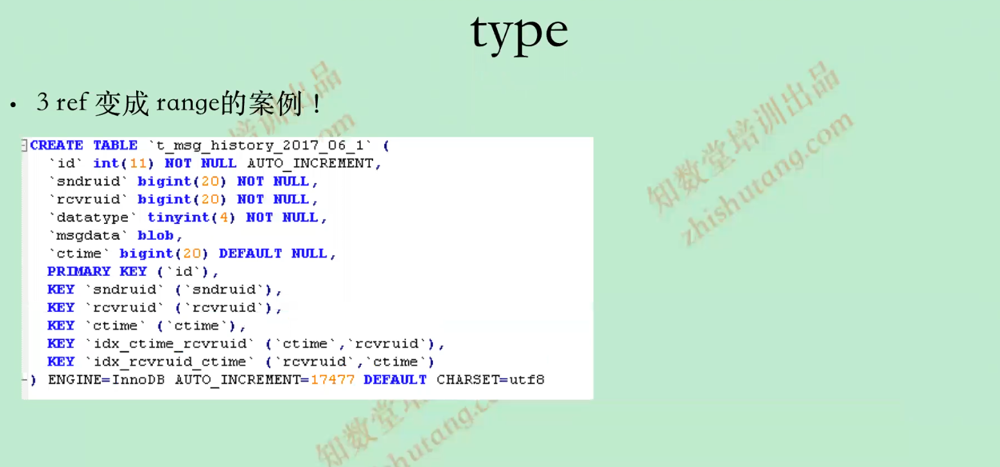 type
• 3 ref 变成 range的案例！
CREATE TABLE `t_msg_history_2017_06_1` (
`id` int(11) NOT NULL AUTO_INCREMENT,
`sndruid` bigint(20) NOT NULL,
`rcvruid` bigint(20) NOT NULL,
`datatype` tinyint(4) NOT NULL,
`msgdata` blob,
`ctime` bigint(20) DEFAULT NULL,
PRIMARY KEY (`id`),
KEY `sndruid` (`sndruid`),
KEY `rcvruid` (`rcvruid`),
KEY `ctime` (`ctime`),
KEY `idx_ctime_rcvruid` (`ctime`,`rcvruid`),
KEY `idx_rcvruid_ctime` (`rcvruid`,`ctime`)
) ENGINE=InnoDB AUTO_INCREMENT=17477 DEFAULT CHARSET=utf8
知数堂培训出品
zhishutang.com